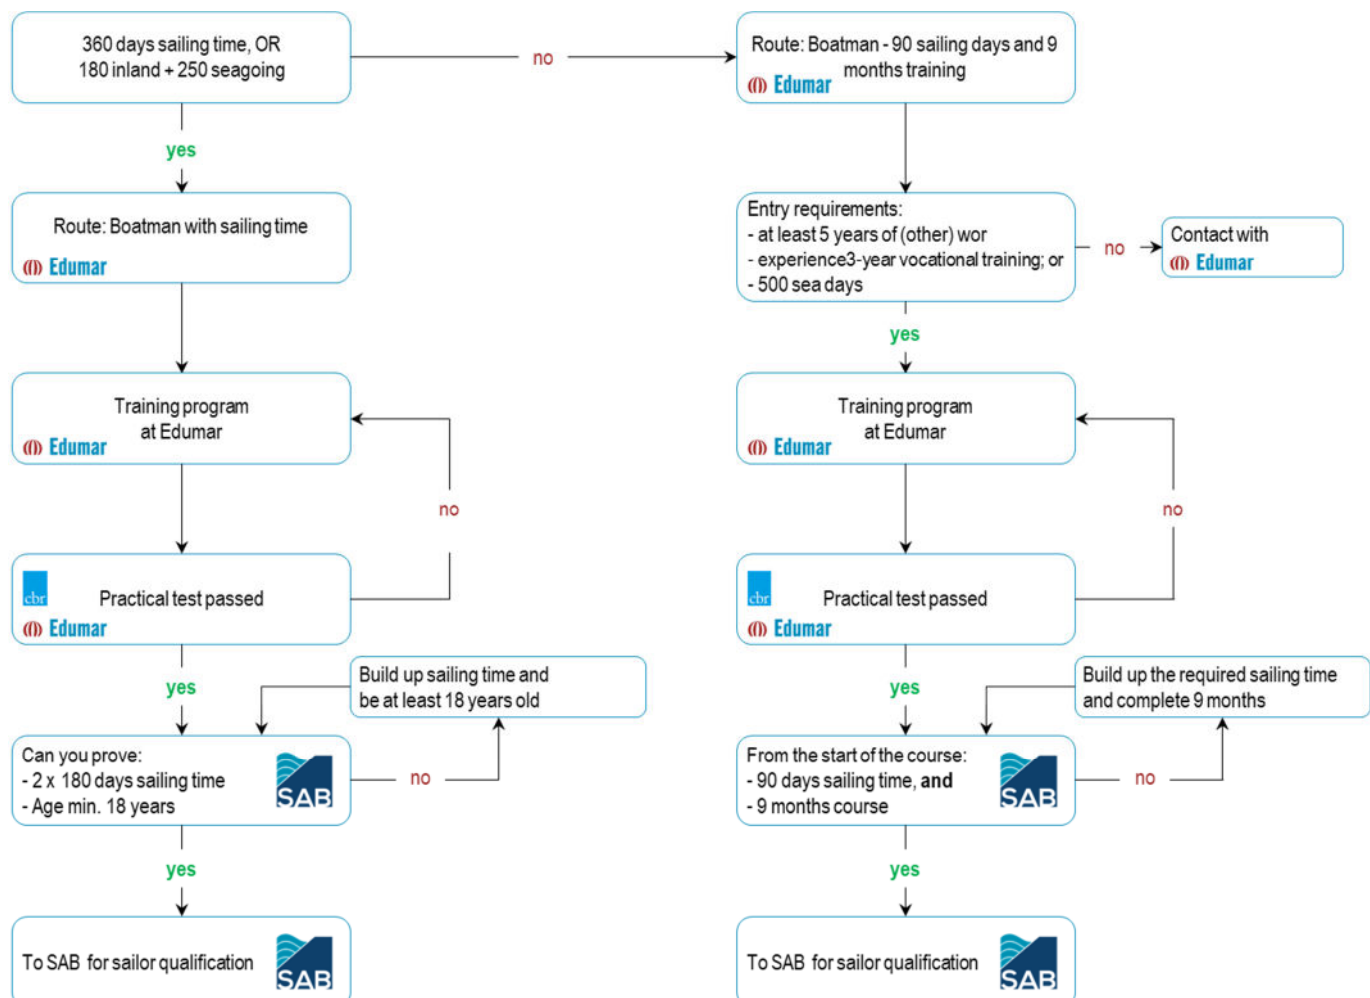 360 days sailing time, OR
180 inland + 250 seagoing
no
Route: Boatman - 90 sailing days and 9
months training
Edumar
yes
Route: Boatman with sailing time
Edumar
Entry requirements:
- at least 5 years of (other) wor
- experience3-year vocational training; or
- 500 sea days
no
Contact with
Edumar
yes
Training program
at Edumar
Edumar
Training program
at Edumar
Edumar
no
no
cbr
Practical test passed
Edumar
cbr
Practical test passed
Edumar
yes
Build up sailing time and
be at least 18 years old
yes
Build up the required sailing time
and complete 9 months
Can you prove:
- 2 x 180 days sailing time
- Age min. 18 years
SAB
no
From the start of the course:
- 90 days sailing time, and
- 9 months course
SAB
no
yes
yes
To SAB for sailor qualification
SAB
To SAB for sailor qualification
SAB